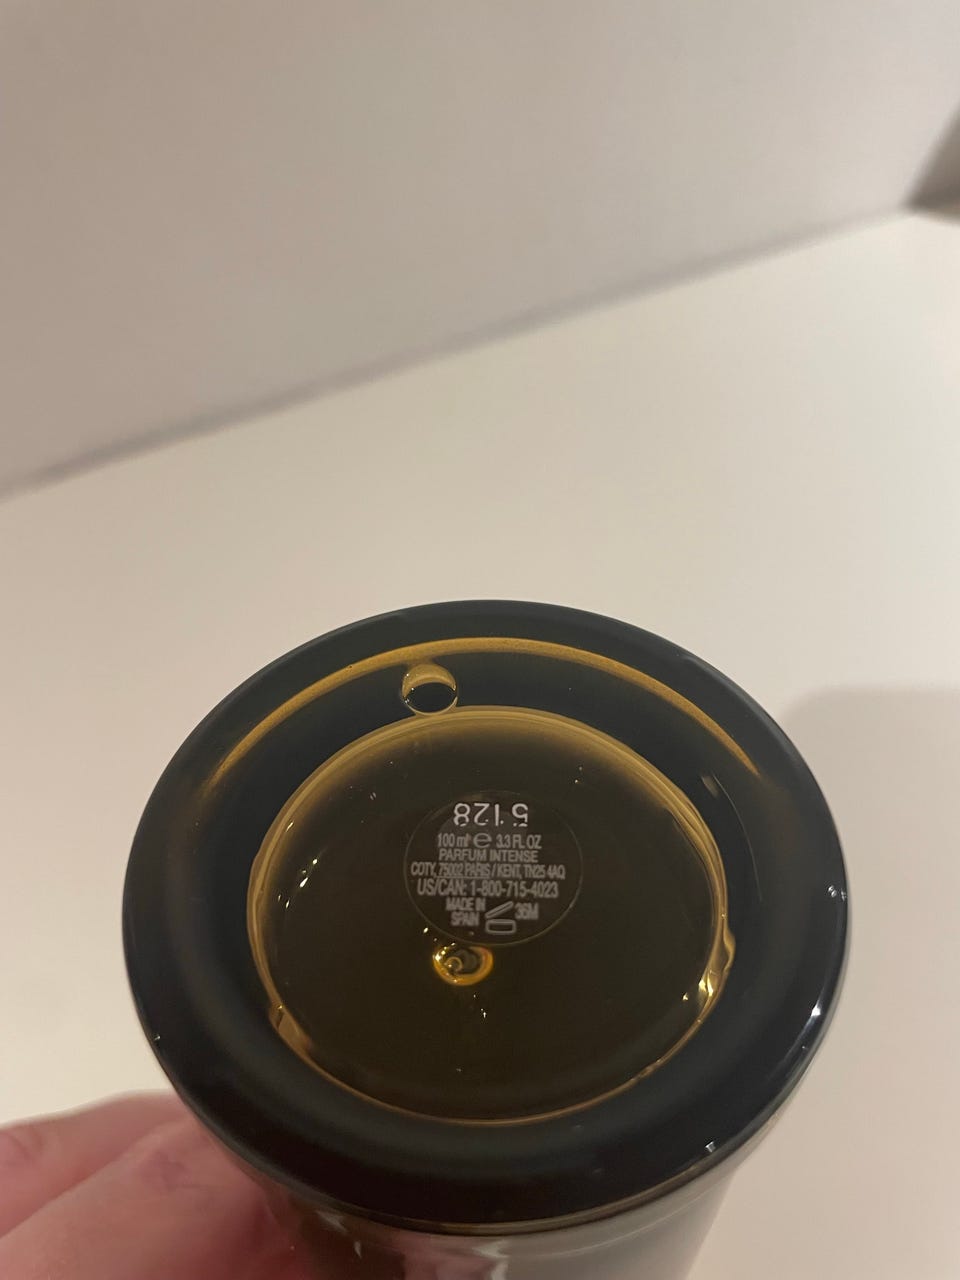 5128
100 ml ℮ 3.3 FL OZ
PARFUM INTENSE
COTY, 75002 PARIS / KENT, TN25 4AQ
US/CAN: 1-800-715-4023
MADE IN
SPAIN 36M